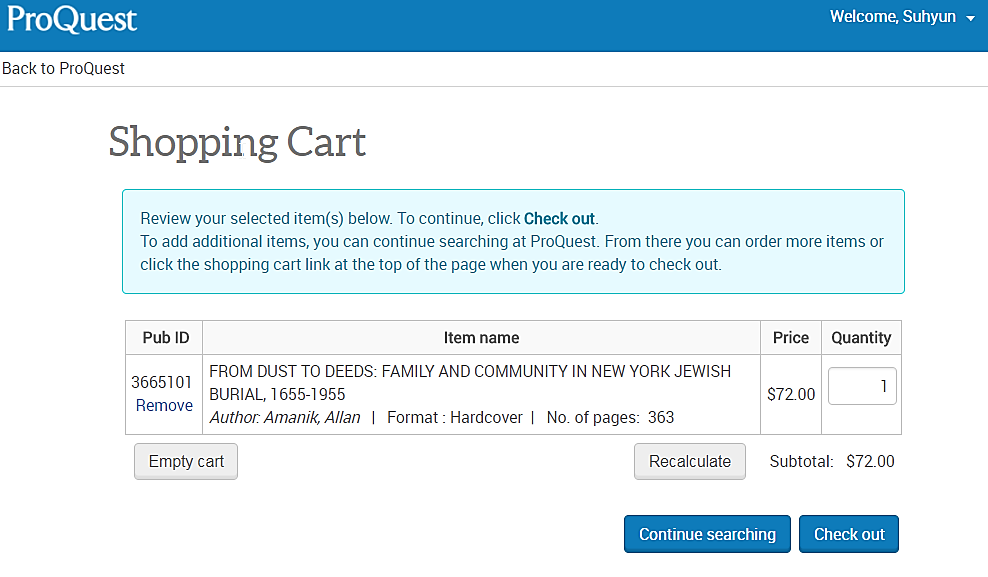 ProQuest
Welcome, Suhyun
Back to ProQuest
Shopping Cart
Review your selected item(s) below. To continue, click Check out.
To add additional items, you can continue searching at ProQuest. From there you can order more items or
click the shopping cart link at the top of the page when you are ready to check out.
Pub ID Item name Price Quantity
3665101
Remove
FROM DUST TO DEEDS: FAMILY AND COMMUNITY IN NEW YORK JEWISH
BURIAL, 1655-1955
Author: Amanik, Allan | Format : Hardcover | No. of pages: 363
$72.00
1
Empty cart Recalculate Subtotal: $72.00
Continue searching Check out